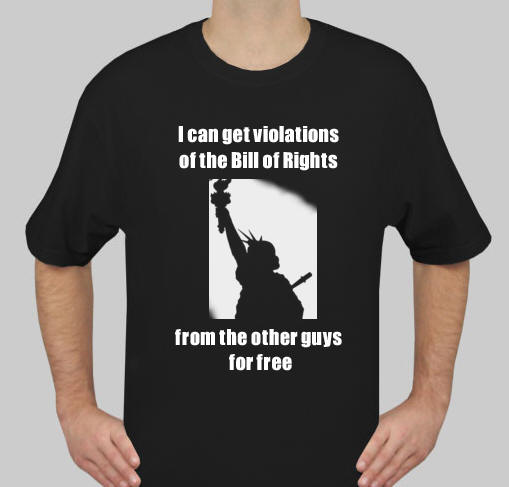 I can get violations
of the Bill of Rights
from the other guys
for free